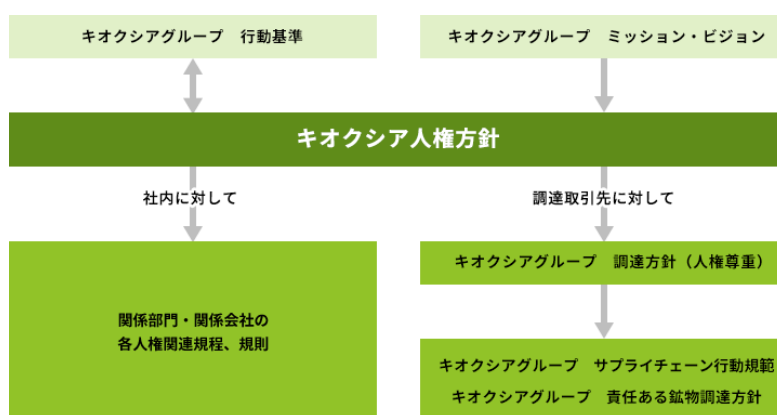 キオクシアグループ　行動基準
キオクシアグループ　ミッション・ビジョン
キオクシア人権方針
社内に対して
調達取引先に対して
キオクシアグループ　調達方針（人権尊重）
関係部門・関係会社の
各人権関連規程、規則
キオクシアグループ　サプライチェーン行動規範
キオクシアグループ　責任ある鉱物調達方針